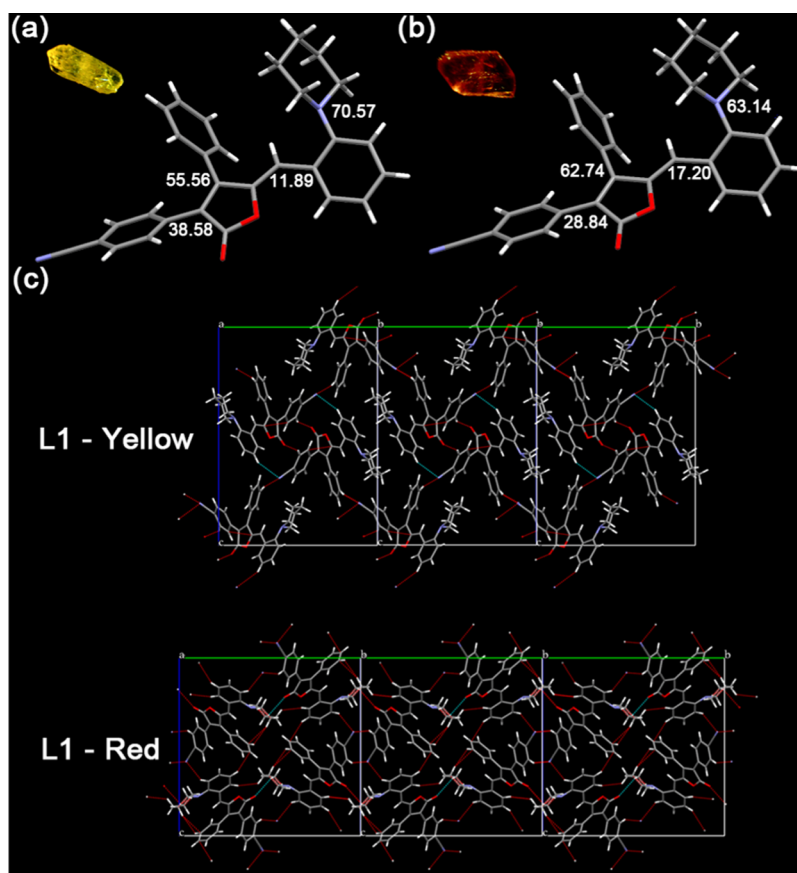 (a)
(b)
70.57
63.14
55.56
11.89
62.74
17.20
38.58
28.84
(c)
a
b
b
b
L1 - Yellow
c
c
c
a
b
b
b
L1 - Red
c
c
c